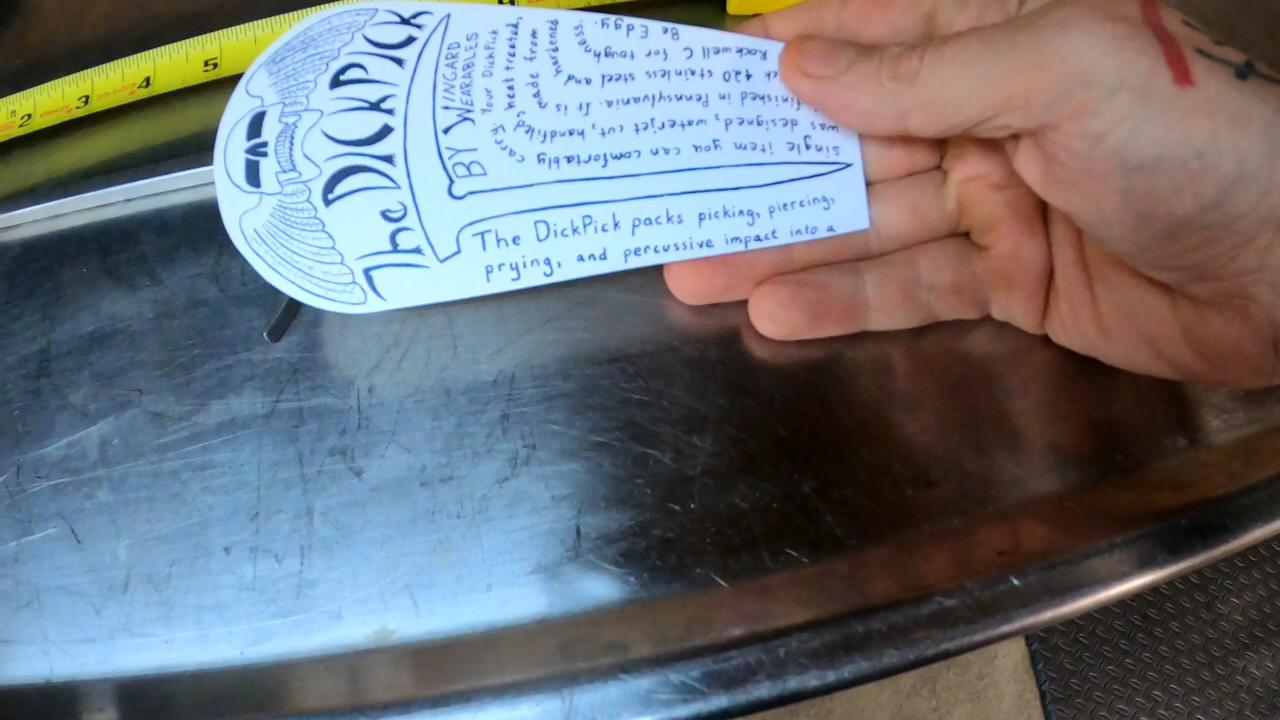 The DICKPICK
BY WINGARD
WEARABLES
The DickPick packs picking, piercing,
prying, and percussive impact into a
single item you can comfortably
carry. Your DickPick
was designed, waterjet cut, handfiled,
heat treated,
finished in Pennsylvania. It is
made from
420 stainless steel and
hardened
Rockwell C for toughness.
Be Edgy.
2 3 4 5